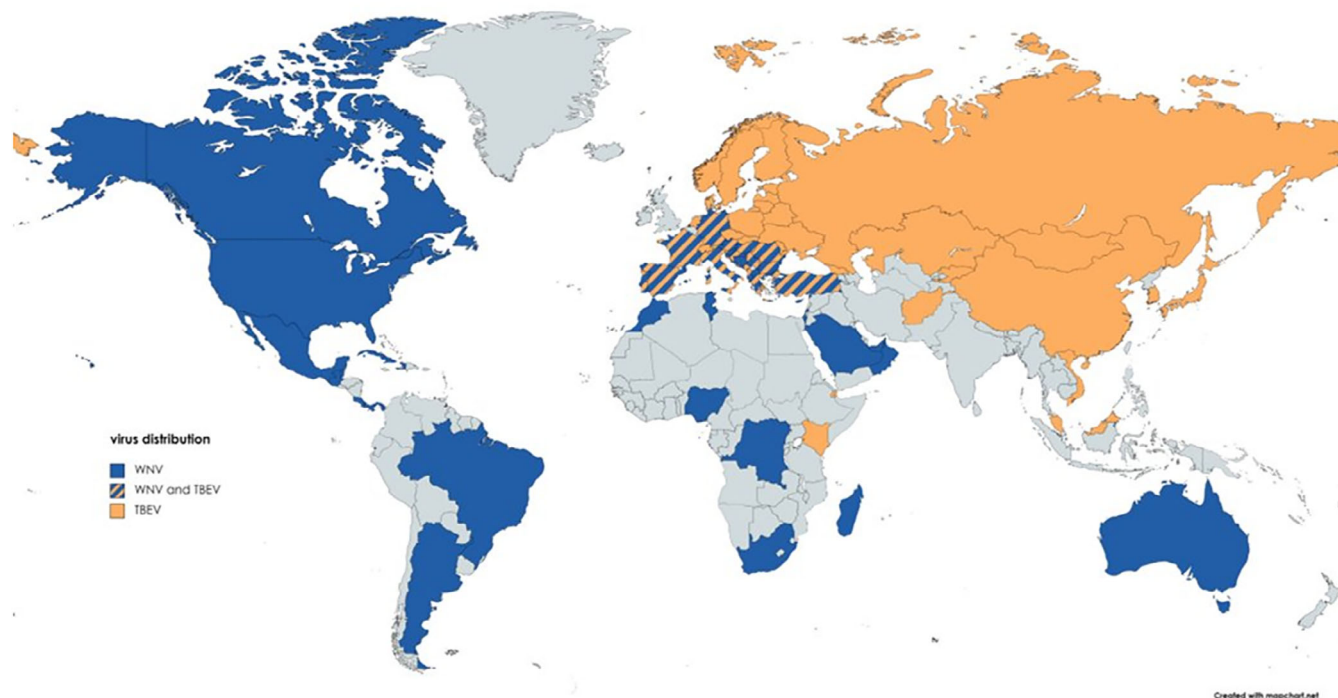 virus distribution
WNV
WNV and TBEV
TBEV
Created with mapchart.net